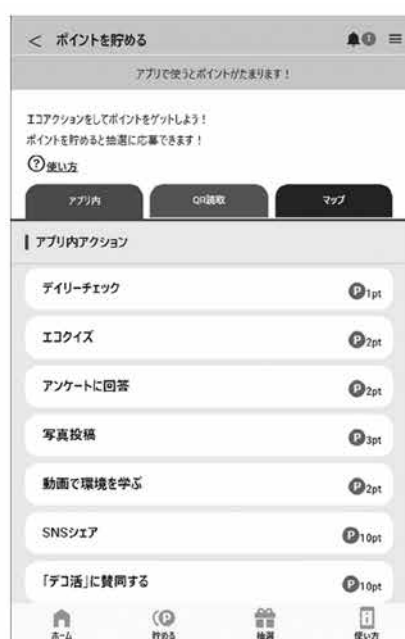 < ポイントを貯める
アプリで使うとポイントがたまります!
エコアクションをしてポイントをゲットしよう!
ポイントを貯めると抽選に応募できます!
?使い方
アプリ内 QR読取 マップ
アプリ内アクション
デイリーチェック P1pt
エコクイズ P2pt
アンケートに回答 P2pt
写真投稿 P3pt
動画で環境を学ぶ P2pt
SNSシェア P10pt
「デコ活」に賛同する P10pt
ホーム 貯める 抽選 使い方